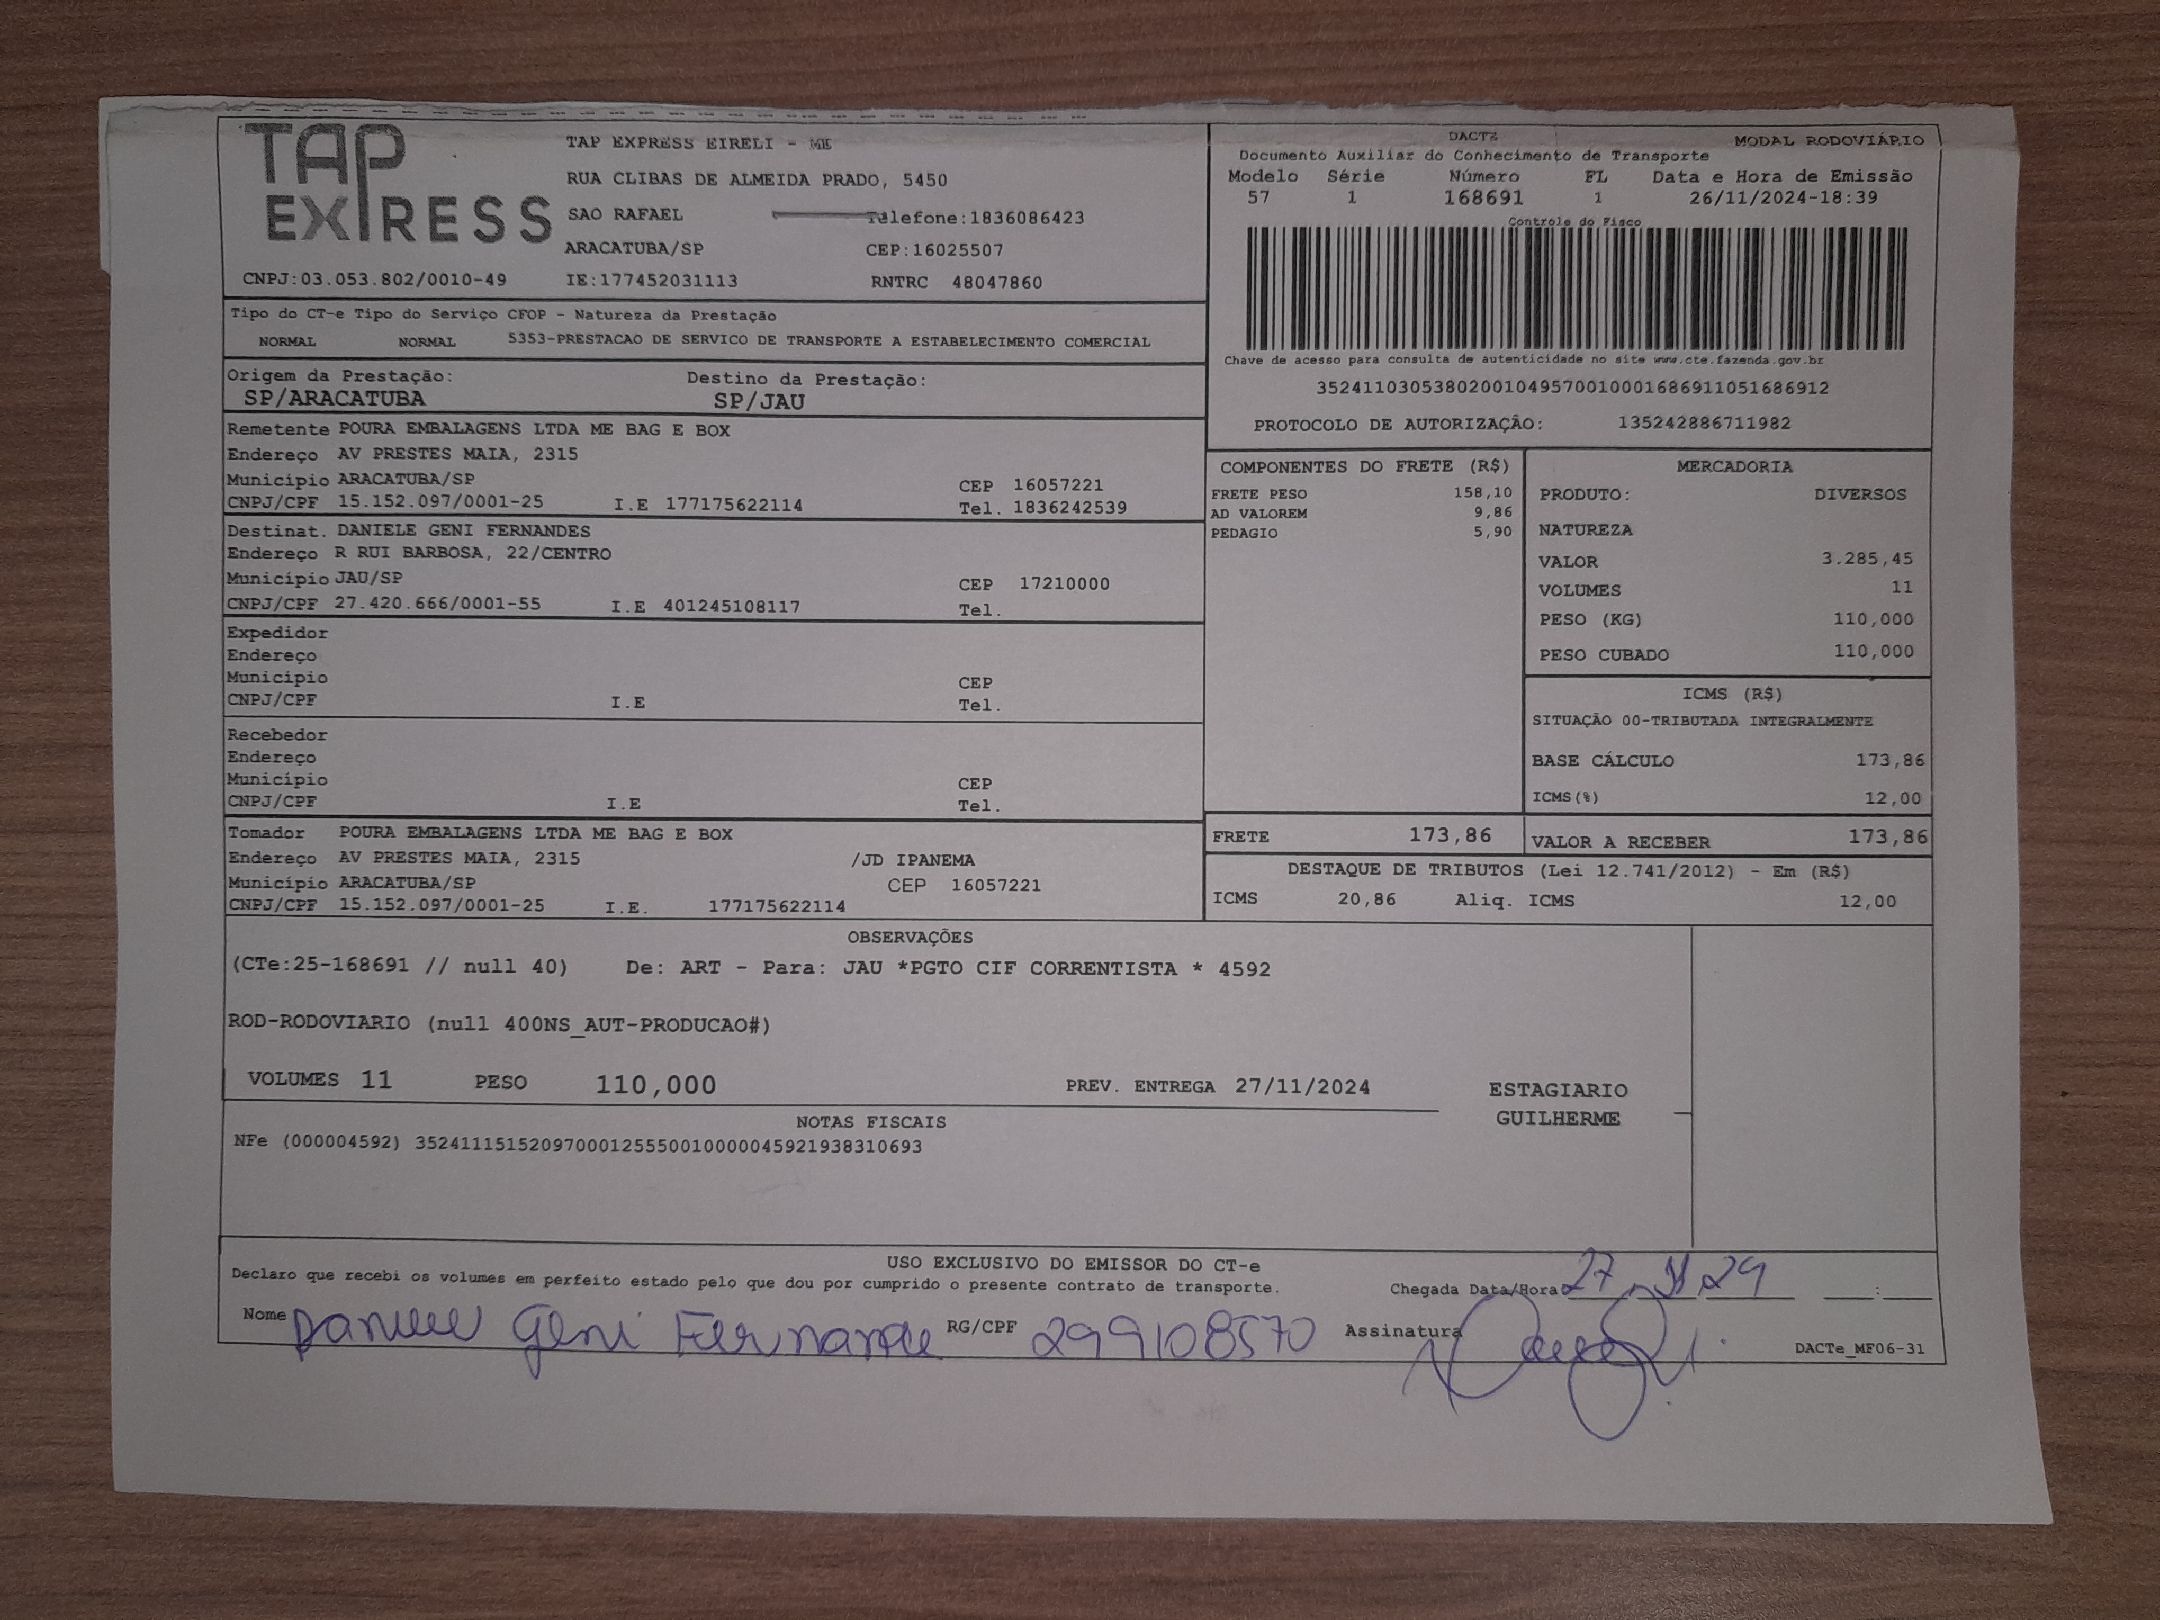 TAP
EXPRESS
TAP EXPRESS EIRELI - ME
RUA CLIBAS DE ALMEIDA PRADO, 5450
SAO RAFAEL Telefone:1836086423
ARACATUBA/SP CEP:16025507
CNPJ:03.053.802/0010-49 IE:177452031113 RNTRC 48047860
DACTE MODAL RODOVIÁRIO
Documento Auxiliar do Conhecimento de Transporte
Modelo Série Número FL Data e Hora de Emissão
57 1 168691 1 26/11/2024-18:39
Controle do Fisco
Chave de acesso para consulta de autenticidade no site www.cte.fazenda.gov.br
35241103053802001049570010001686911051686912
PROTOCOLO DE AUTORIZAÇÃO: 135242886711982
Tipo do CT-e Tipo do Serviço CFOP - Natureza da Prestação
NORMAL NORMAL 5353-PRESTACAO DE SERVICO DE TRANSPORTE A ESTABELECIMENTO COMERCIAL
Origem da Prestação: Destino da Prestação:
SP/ARACATUBA SP/JAU
Remetente POURA EMBALAGENS LTDA ME BAG E BOX
Endereço AV PRESTES MAIA, 2315
Município ARACATUBA/SP CEP 16057221
CNPJ/CPF 15.152.097/0001-25 I.E 177175622114 Tel. 1836242539
Destinat. DANIELE GENI FERNANDES
Endereço R RUI BARBOSA, 22/CENTRO
Município JAU/SP CEP 17210000
CNPJ/CPF 27.420.666/0001-55 I.E 401245108117 Tel.
Expedidor
Endereço
Município CEP
CNPJ/CPF I.E Tel.
Recebedor
Endereço
Município CEP
CNPJ/CPF I.E Tel.
Tomador POURA EMBALAGENS LTDA ME BAG E BOX
Endereço AV PRESTES MAIA, 2315 /JD IPANEMA
Município ARACATUBA/SP CEP 16057221
CNPJ/CPF 15.152.097/0001-25 I.E. 177175622114
COMPONENTES DO FRETE (R$)
FRETE PESO 158,10
AD VALOREM 9,86
PEDAGIO 5,90
MERCADORIA
PRODUTO: DIVERSOS
NATUREZA
VALOR 3.285,45
VOLUMES 11
PESO (KG) 110,000
PESO CUBADO 110,000
ICMS (R$)
SITUAÇÃO 00-TRIBUTADA INTEGRALMENTE
BASE CÁLCULO 173,86
ICMS(%) 12,00
FRETE 173,86 VALOR A RECEBER 173,86
DESTAQUE DE TRIBUTOS (Lei 12.741/2012) - Em (R$)
ICMS 20,86 Aliq. ICMS 12,00
OBSERVAÇÕES
(CTe:25-168691 // null 40) De: ART - Para: JAU *PGTO CIF CORRENTISTA * 4592
ROD-RODOVIARIO (null 400NS_AUT-PRODUCAO#)
VOLUMES 11 PESO 110,000 PREV. ENTREGA 27/11/2024 ESTAGIARIO
GUILHERME
NOTAS FISCAIS
NFe (000004592) 35241115152097000125550010000045921938310693
USO EXCLUSIVO DO EMISSOR DO CT-e
Declaro que recebi os volumes em perfeito estado pelo que dou por cumprido o presente contrato de transporte. Chegada Data/Hora 27 11 24 :
Nome Daniele Geni Fernande RG/CPF 299108570 Assinatura
DACTe_MF06-31